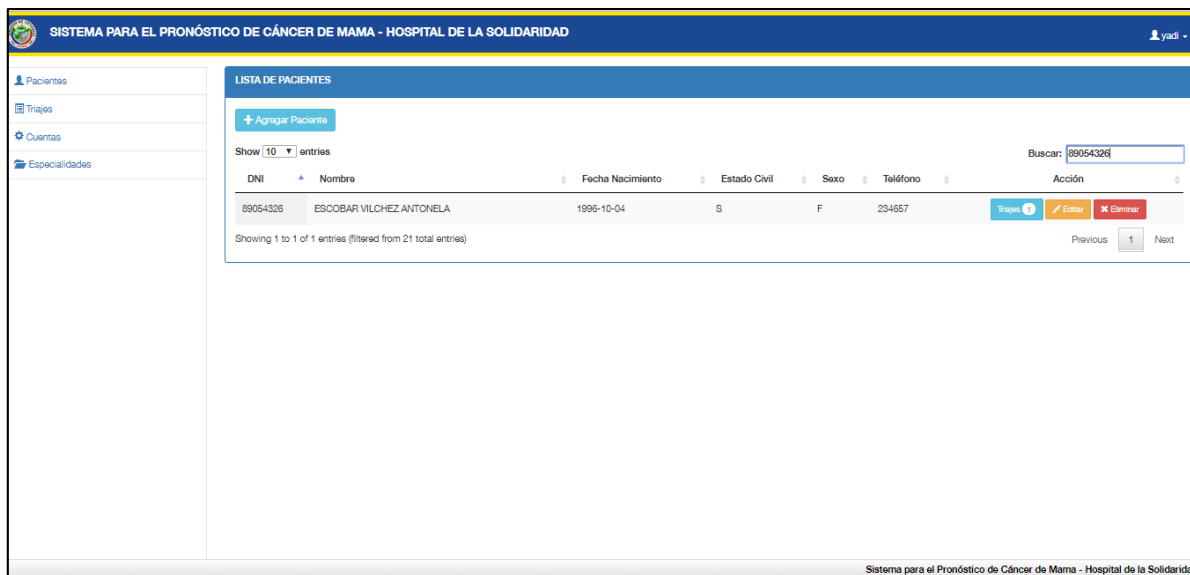 SISTEMA PARA EL PRONÓSTICO DE CÁNCER DE MAMA - HOSPITAL DE LA SOLIDARIDAD
yadi
Pacientes
Triajes
Cuentas
Especialidades
LISTA DE PACIENTES
Agregar Paciente
Show 10 entries
Buscar: 89054326
DNI Nombre Fecha Nacimiento Estado Civil Sexo Teléfono Acción
89054326 ESCOBAR VILCHEZ ANTONELA 1996-10-04 S F 234657 Triajes 1 Editar Eliminar
Showing 1 to 1 of 1 entries (filtered from 21 total entries)
Previous 1 Next
Sistema para el Pronóstico de Cáncer de Mama - Hospital de la Solidarida